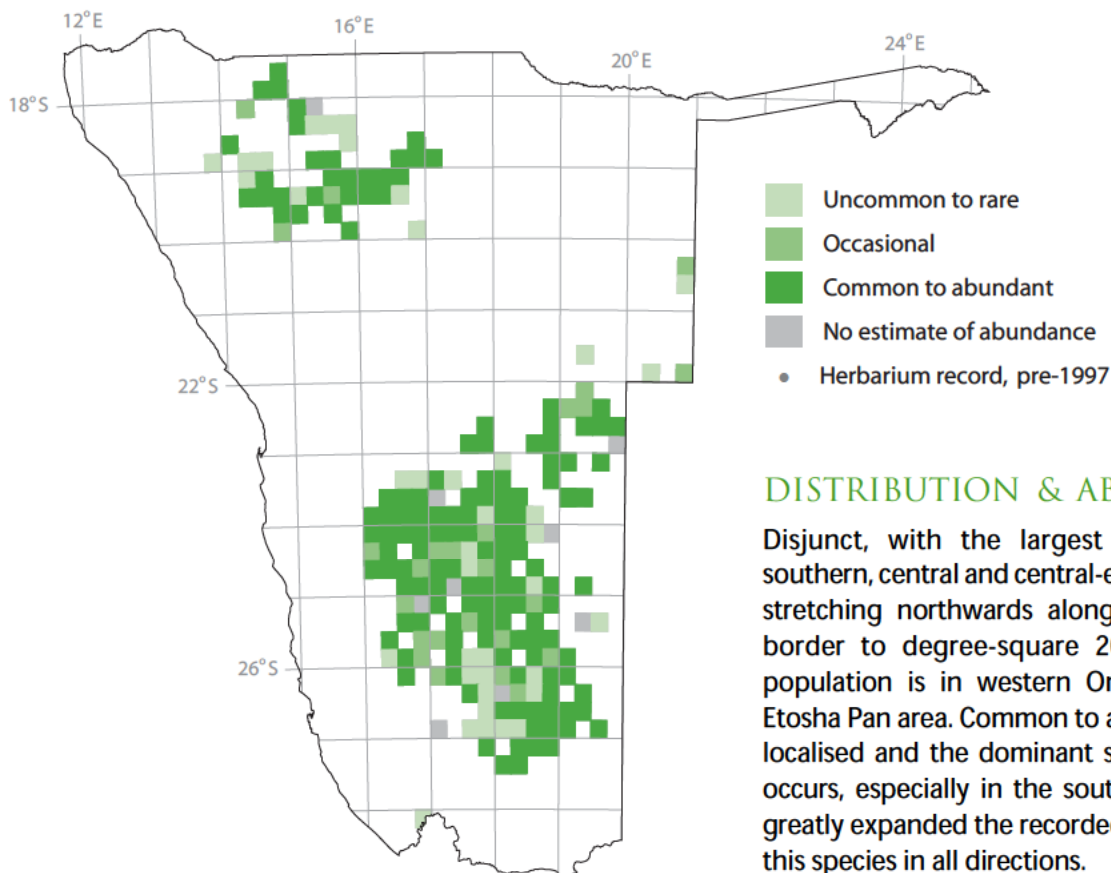 12°E
16°E
20°E
24°E
18°S
22°S
26°S
Uncommon to rare
Occasional
Common to abundant
No estimate of abundance
Herbarium record, pre-1997
DISTRIBUTION & AB
Disjunct, with the largest
southern, central and central-e
stretching northwards along
border to degree-square 20
population is in western Or
Etosha Pan area. Common to a
localised and the dominant s
occurs, especially in the sout
greatly expanded the recorded
this species in all directions.